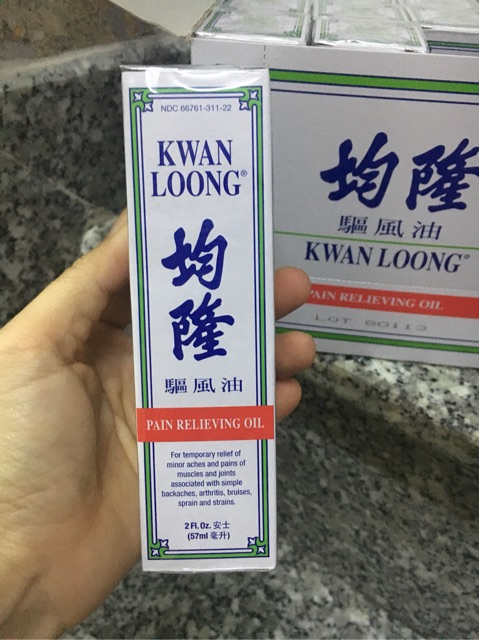 NDC 66761-311-22
KWAN
LOONG®
均
隆
驅風油
PAIN RELIEVING OIL
For temporary relief of
minor aches and pains of
muscles and joints
associated with simple
backaches, arthritis, bruises,
sprain and strains.
2 Fl. Oz. 安士
(57ml 毫升)
均隆
驅風油
KWAN LOONG®
PAIN RELIEVING OIL
LOT 80113